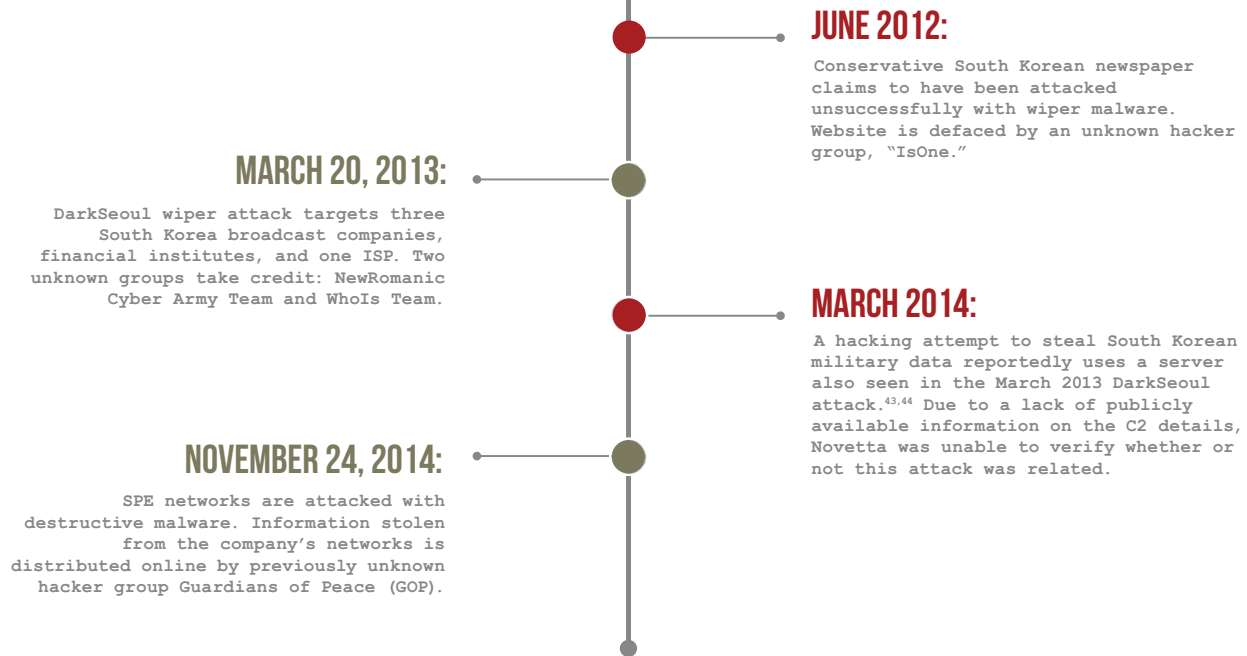 JUNE 2012:
Conservative South Korean newspaper
claims to have been attacked
unsuccessfully with wiper malware.
Website is defaced by an unknown hacker
group, “IsOne.”
MARCH 20, 2013:
DarkSeoul wiper attack targets three
South Korea broadcast companies,
financial institutes, and one ISP. Two
unknown groups take credit: NewRomanic
Cyber Army Team and WhoIs Team.
MARCH 2014:
A hacking attempt to steal South Korean
military data reportedly uses a server
also seen in the March 2013 DarkSeoul
attack.43,44 Due to a lack of publicly
available information on the C2 details,
Novetta was unable to verify whether or
not this attack was related.
NOVEMBER 24, 2014:
SPE networks are attacked with
destructive malware. Information stolen
from the company’s networks is
distributed online by previously unknown
hacker group Guardians of Peace (GOP).